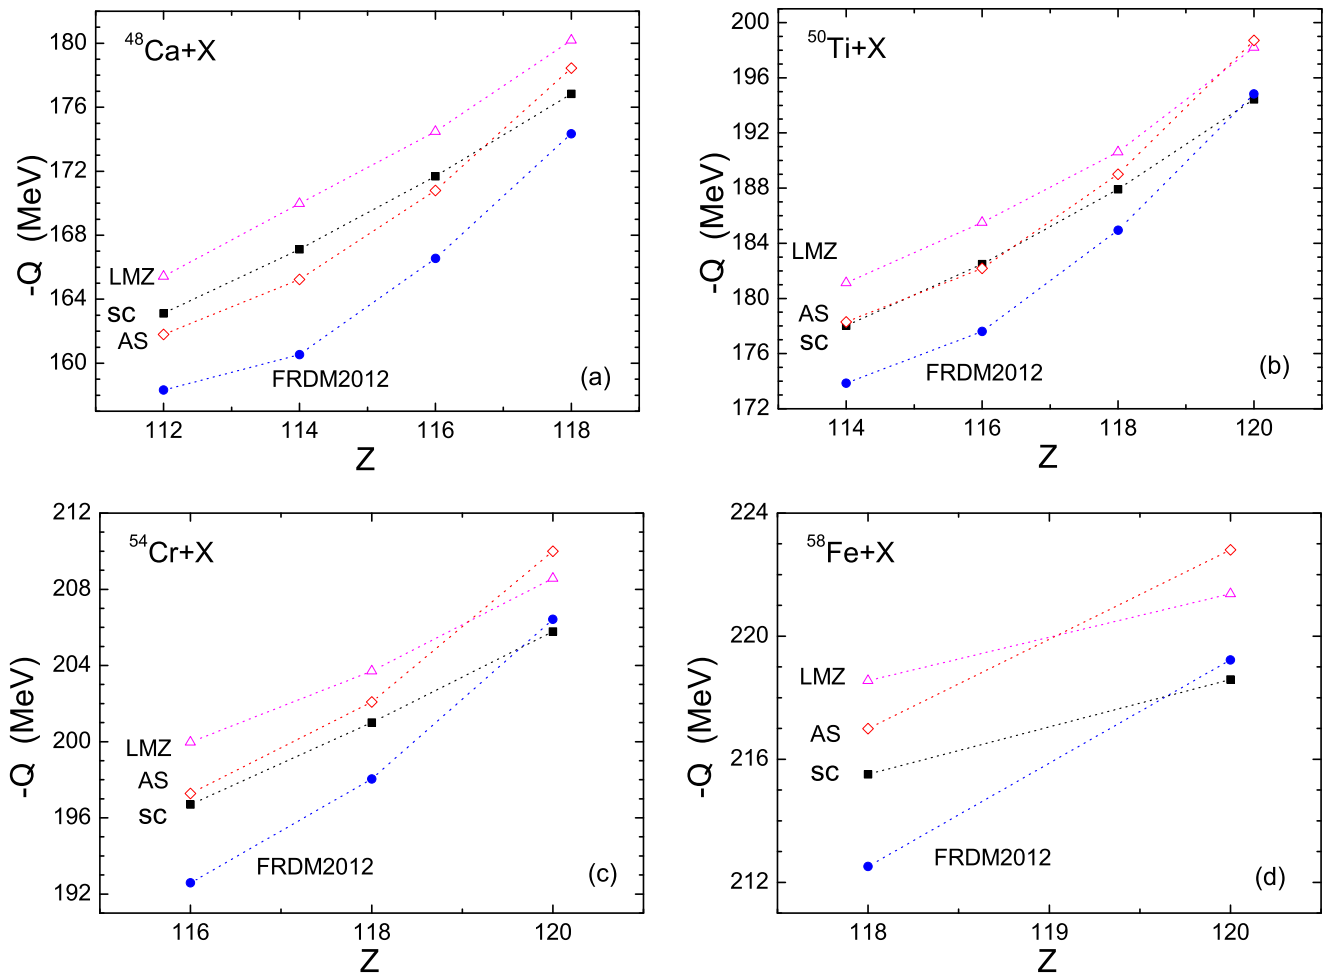 ⁴⁸Ca+X
180
176
172
168
164
160
-Q (MeV)
LMZ
sc
AS
FRDM2012
(a)
112 114 116 118
Z
⁵⁰Ti+X
200
196
192
188
184
180
176
172
-Q (MeV)
LMZ
AS
sc
FRDM2012
(b)
114 116 118 120
Z
⁵⁴Cr+X
212
208
204
200
196
192
-Q (MeV)
LMZ
AS
sc
FRDM2012
(c)
116 118 120
Z
⁵⁸Fe+X
224
220
216
212
-Q (MeV)
LMZ
AS
sc
FRDM2012
(d)
118 119 120
Z